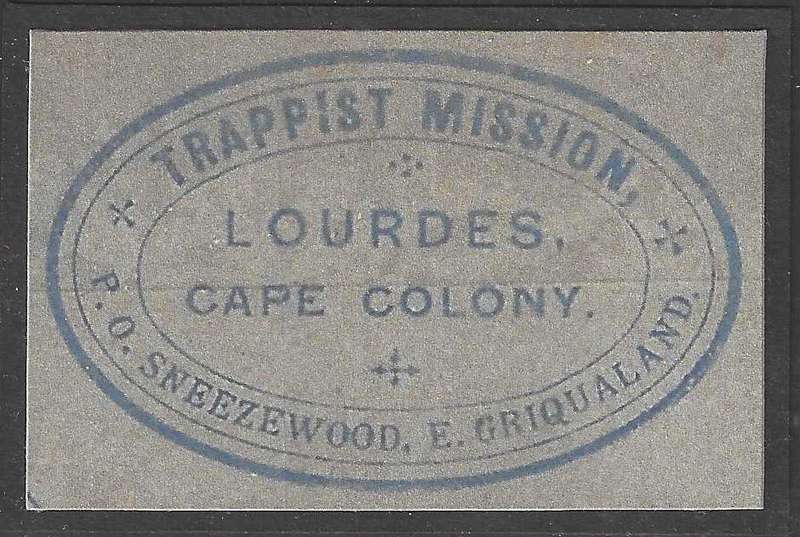 TRAPPIST MISSION,
LOURDES,
CAPE COLONY.
P. O. SNEEZEWOOD, E. GRIQUALAND.